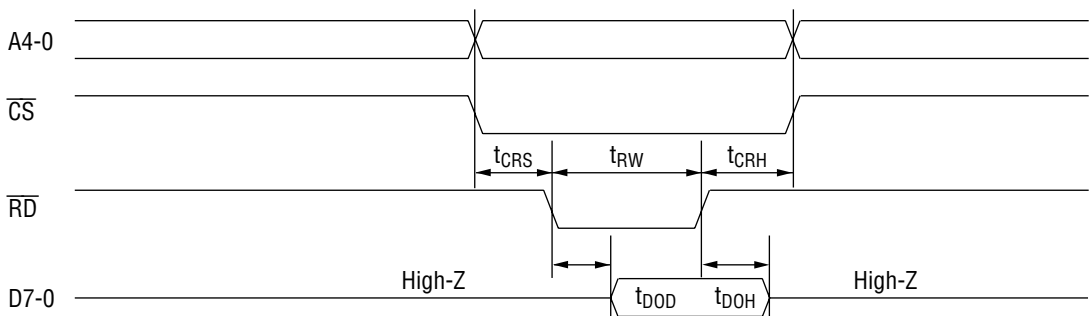 A4-0
CS
tCRS tRW tCRH
RD
High-Z High-Z
D7-0 tDOD tDOH